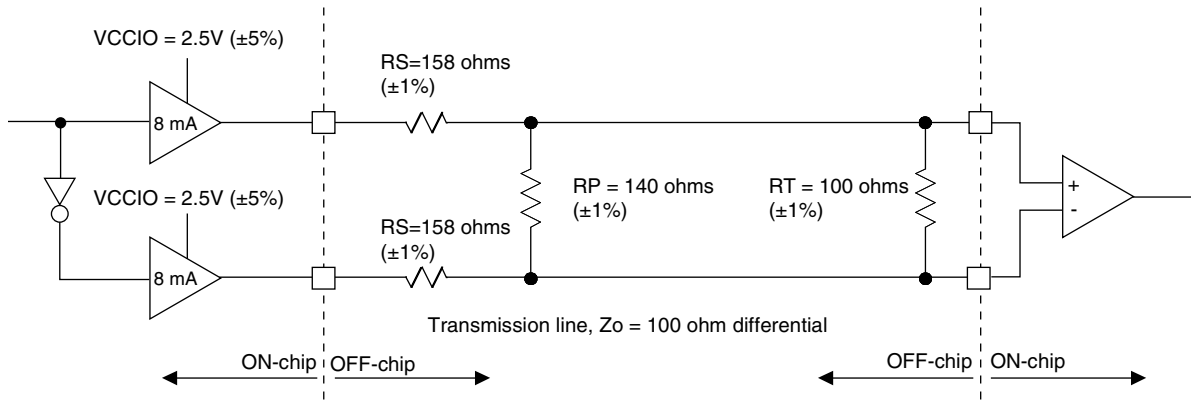 VCCIO = 2.5V (±5%)
8 mA
RS=158 ohms
(±1%)
VCCIO = 2.5V (±5%)
8 mA
RS=158 ohms
(±1%)
RP = 140 ohms
(±1%)
RT = 100 ohms
(±1%)
+
-
Transmission line, Zo = 100 ohm differential
ON-chip
OFF-chip
OFF-chip
ON-chip